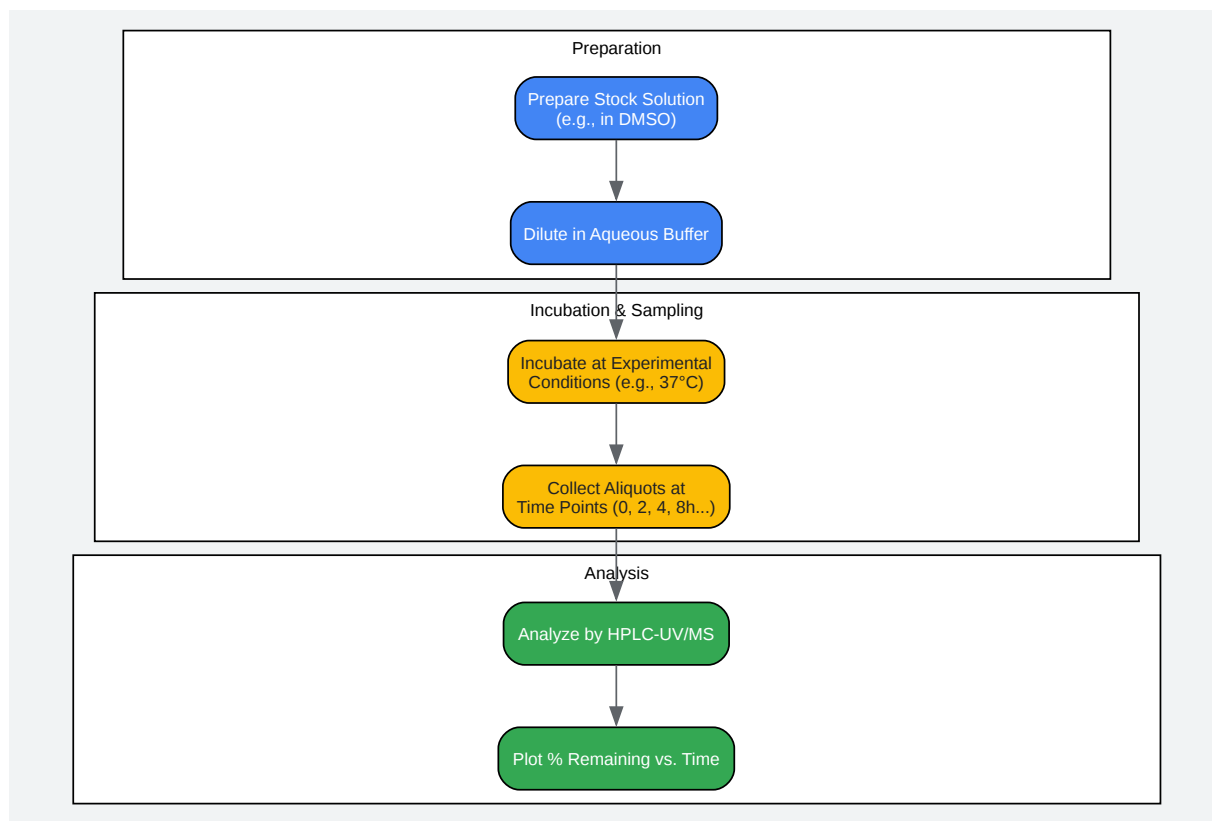 Preparation
Prepare Stock Solution
(e.g., in DMSO)
Dilute in Aqueous Buffer
Incubation & Sampling
Incubate at Experimental
Conditions (e.g., 37°C)
Collect Aliquots at
Time Points (0, 2, 4, 8h...)
Analysis
Analyze by HPLC-UV/MS
Plot % Remaining vs. Time